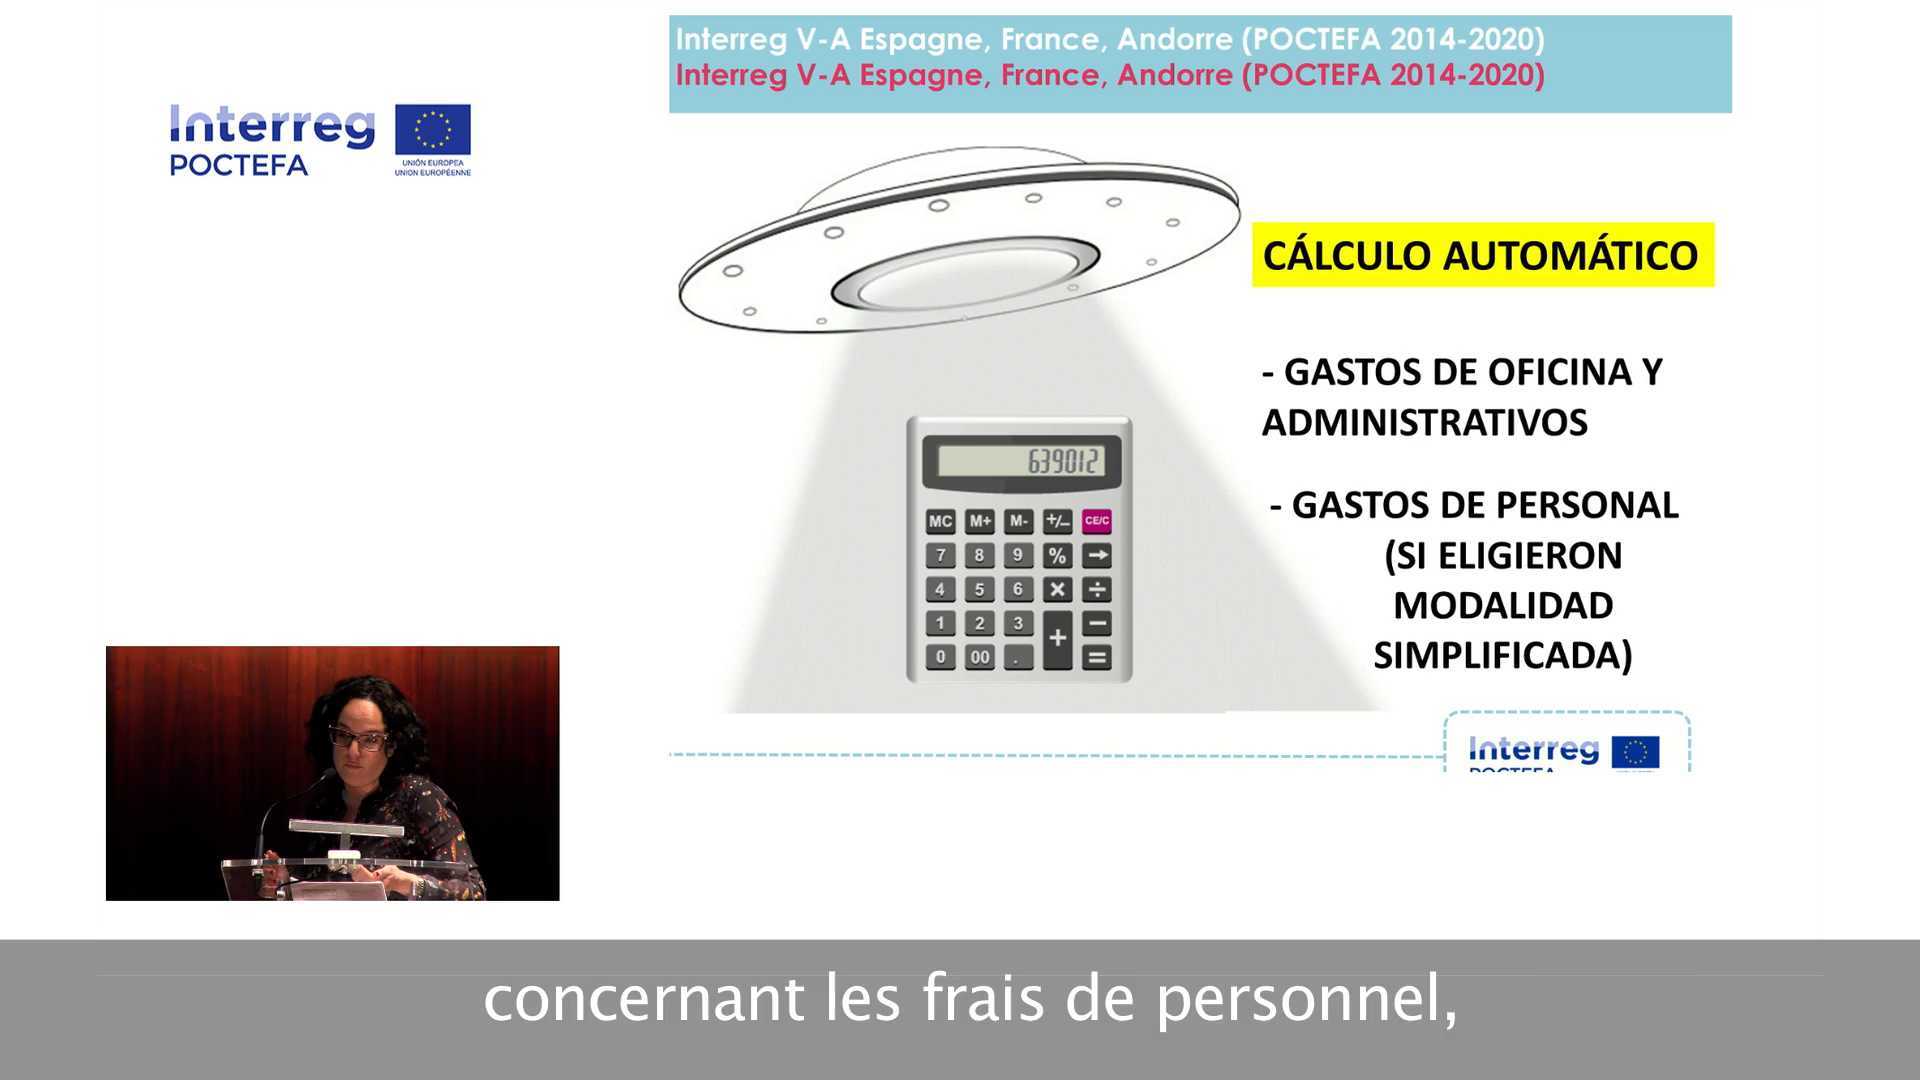 Interreg V-A Espagne, France, Andorre (POCTEFA 2014-2020)
Interreg V-A Espagne, France, Andorre (POCTEFA 2014-2020)
Interreg
POCTEFA
UNIÓN EUROPEA
UNION EUROPÉENNE
CÁLCULO AUTOMÁTICO
- GASTOS DE OFICINA Y
ADMINISTRATIVOS
- GASTOS DE PERSONAL
(SI ELIGIERON
MODALIDAD
SIMPLIFICADA)
639012
MC M+ M- +/- CE/C
7 8 9 % →
4 5 6 × ÷
1 2 3 + −
0 00 . =
Interreg
POCTEFA
concernant les frais de personnel,